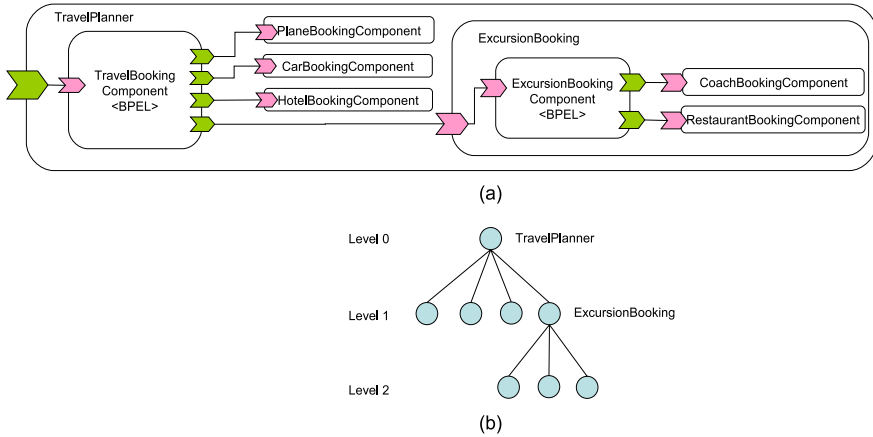 TravelPlanner
PlaneBookingComponent
CarBookingComponent
HotelBookingComponent
TravelBooking
Component
<BPEL>
ExcursionBooking
ExcursionBooking
Component
<BPEL>
CoachBookingComponent
RestaurantBookingComponent
(a)
Level 0
TravelPlanner
Level 1
ExcursionBooking
Level 2
(b)